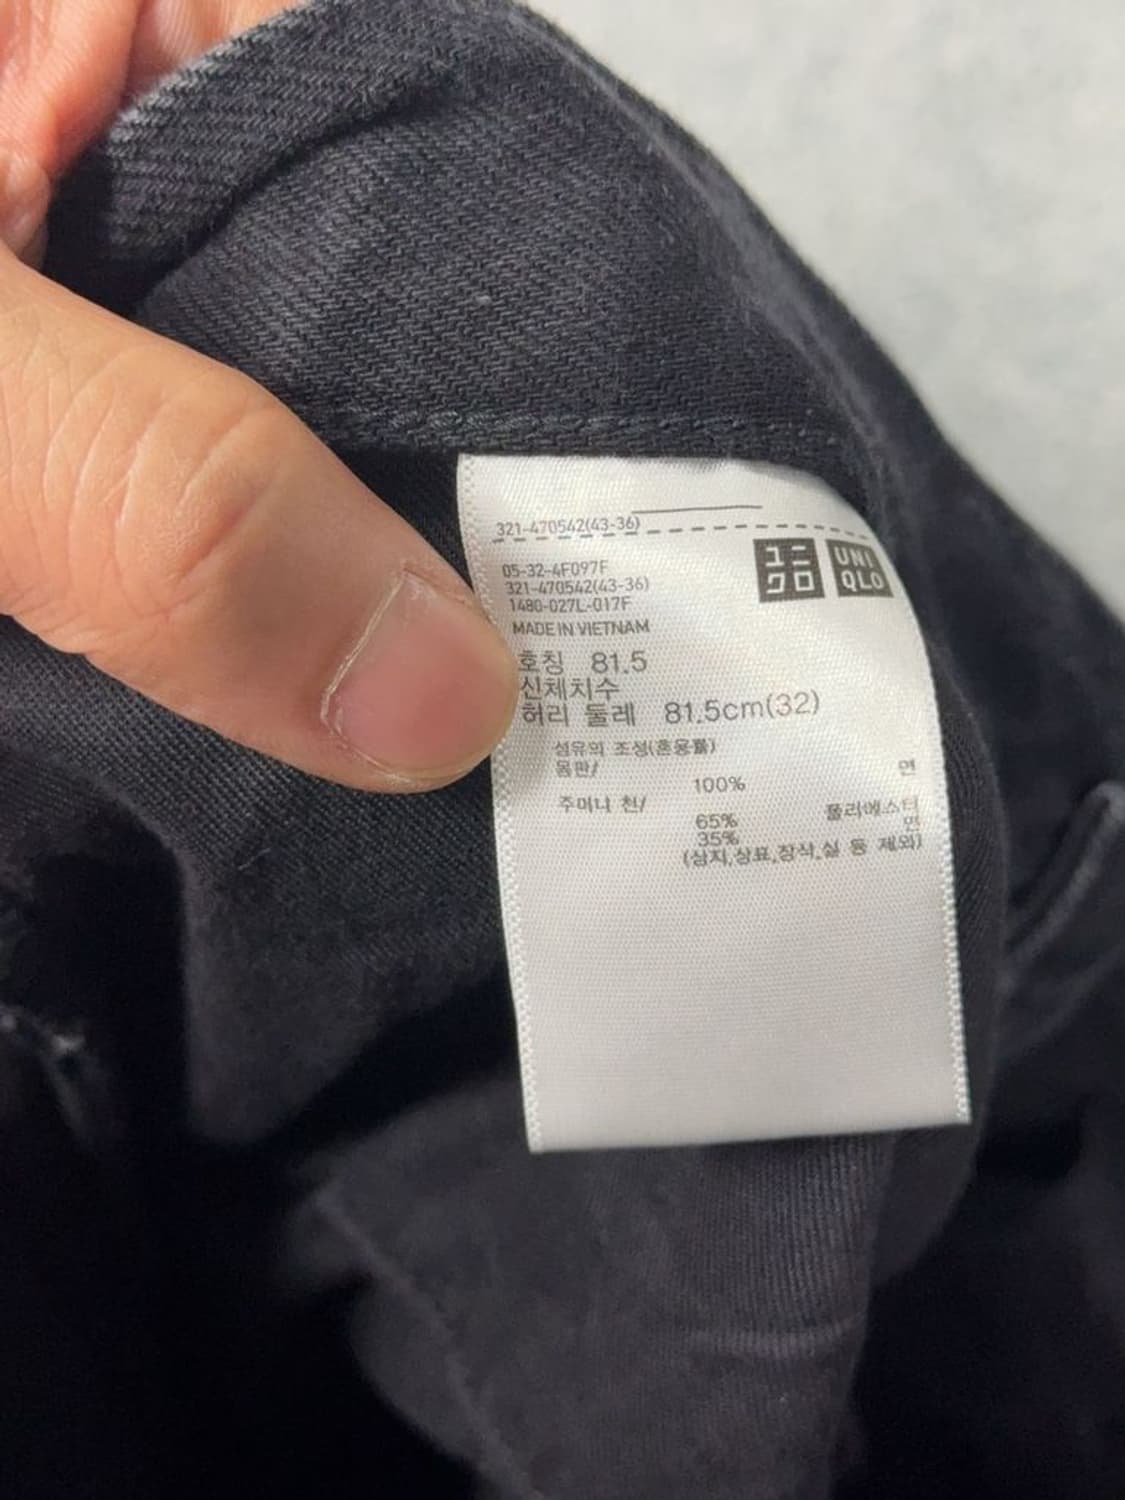 321-470542(43-36)
ユニ
クロ
UNI
QLO
05-32-4F097F
321-470542(43-36)
1480-027L-017F
MADE IN VIETNAM
호칭 81.5
신체치수
허리 둘레 81.5cm(32)
섬유의 조성(혼용률)
몸판/
100% 면
주머니 천/
65% 폴리에스터
35% 면
(심지,상표,장식,실 등 제외)